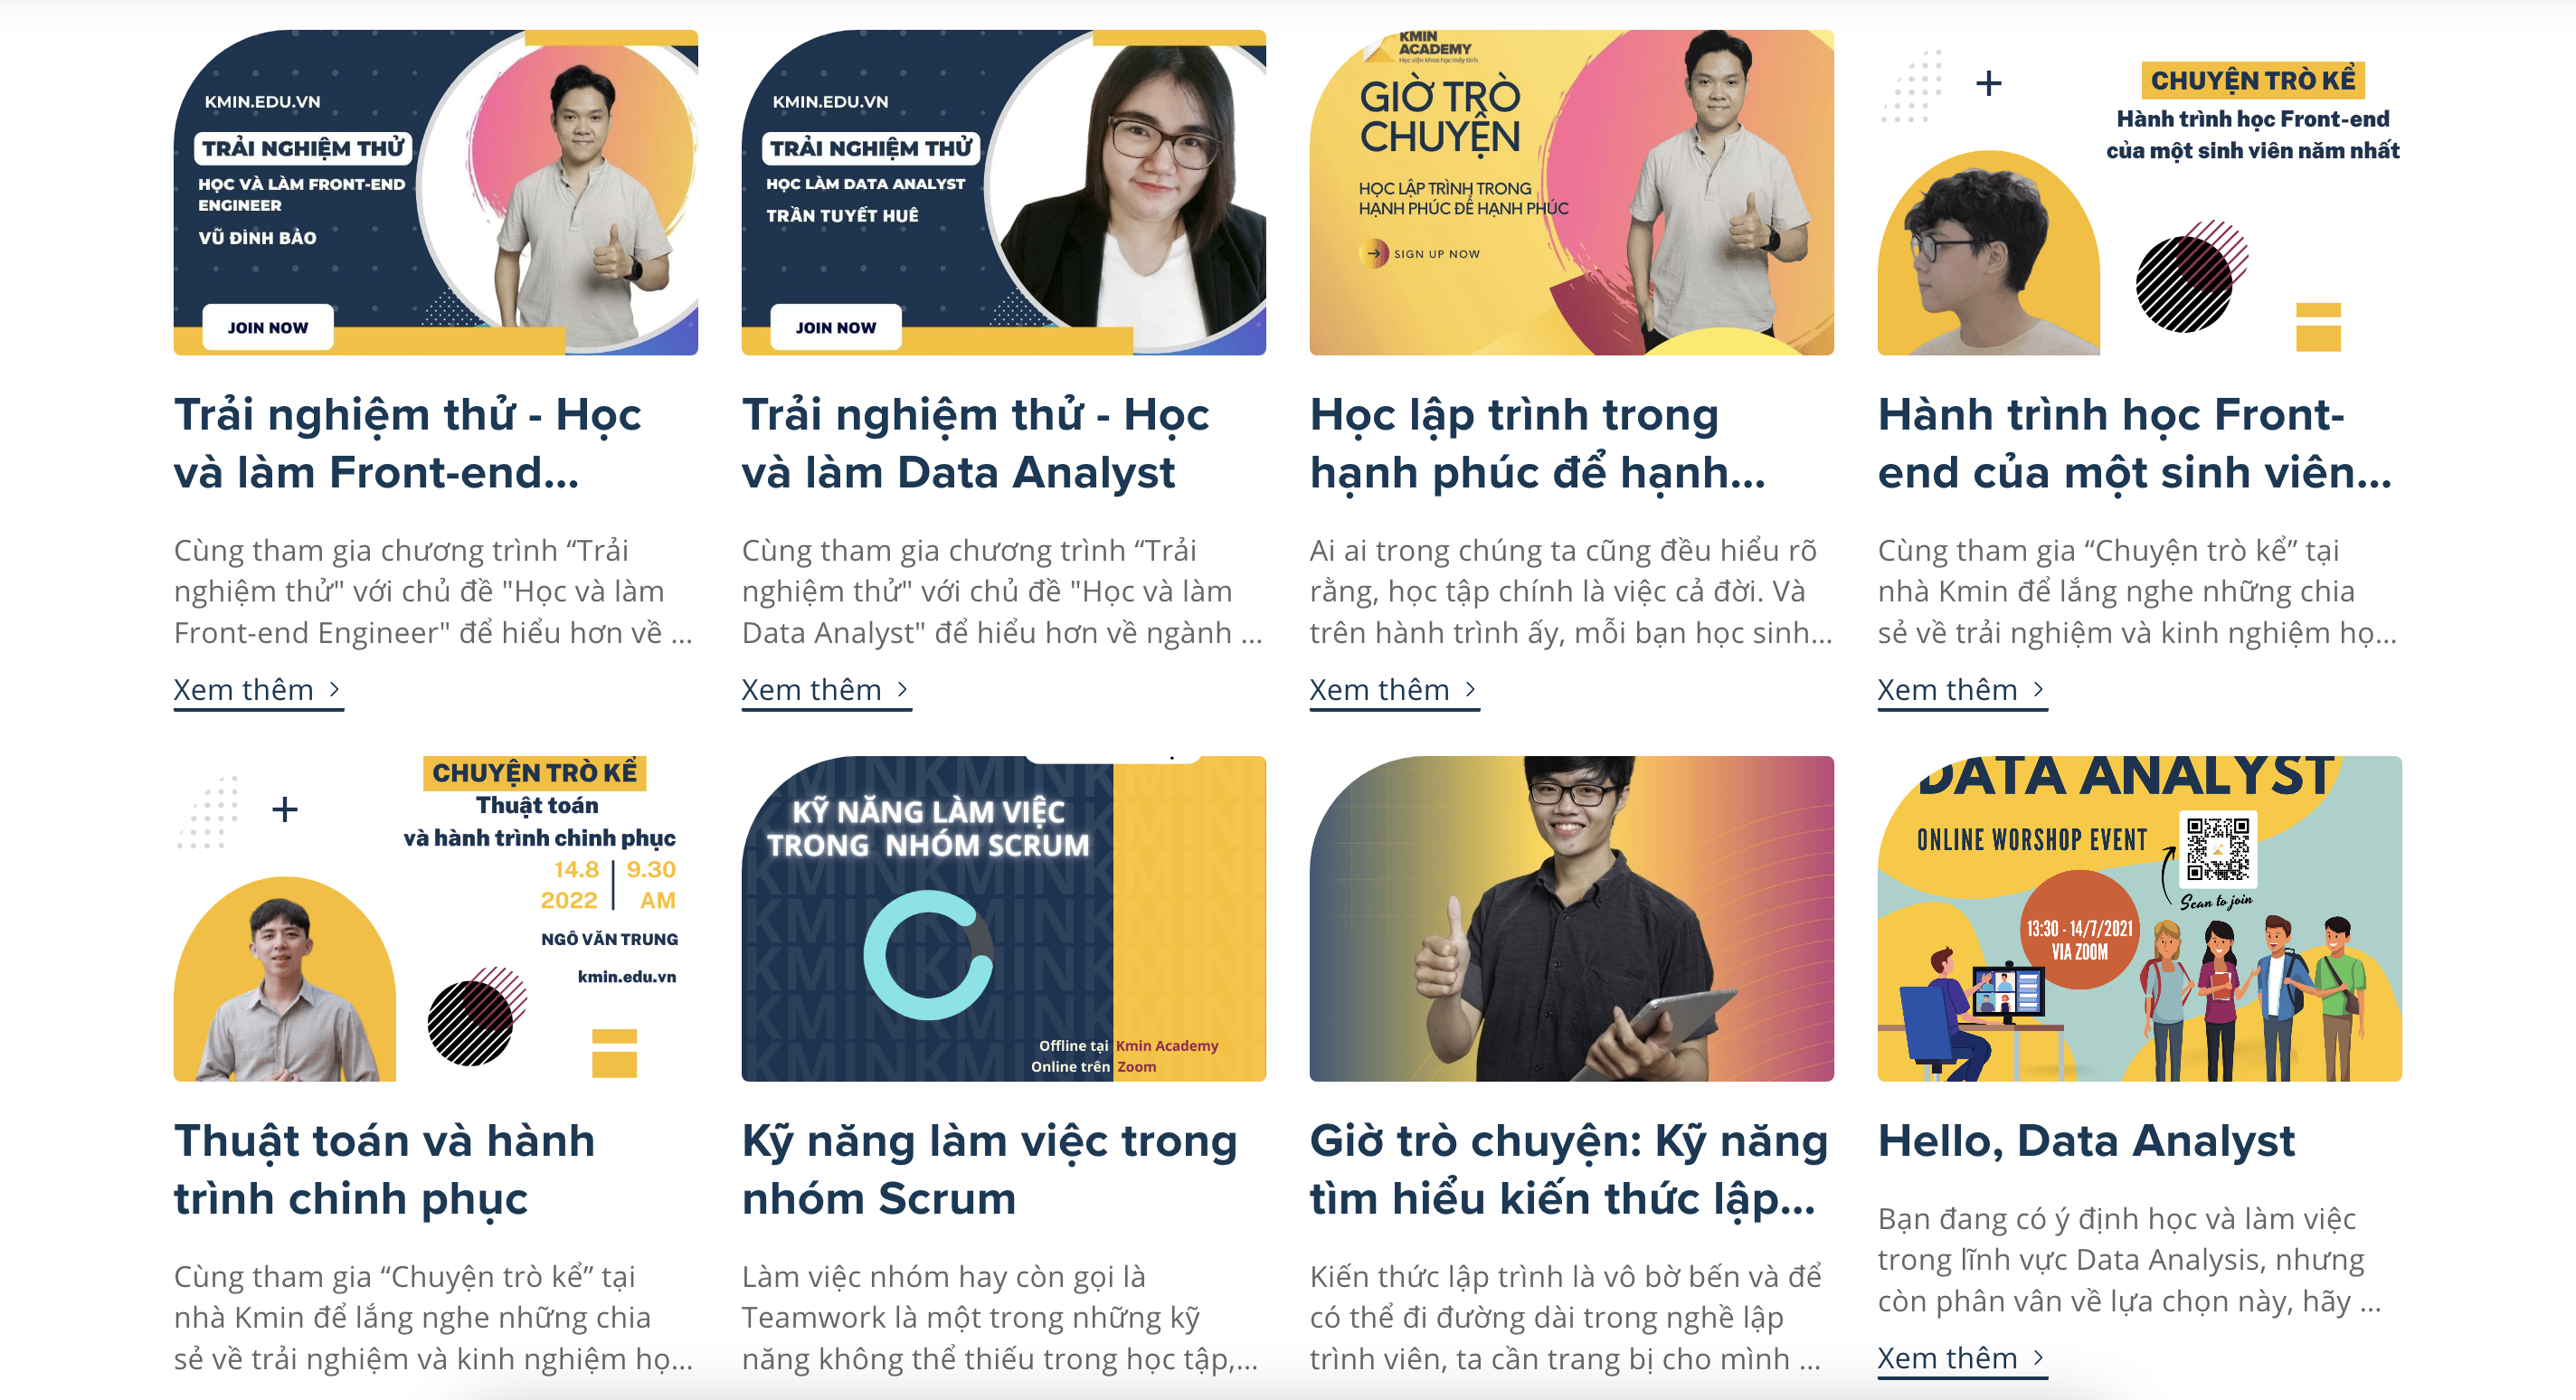 KMIN.EDU.VN
TRẢI NGHIỆM THỬ
HỌC VÀ LÀM FRONT-END
ENGINEER
VŨ ĐÌNH BẢO
JOIN NOW
Trải nghiệm thử - Học
và làm Front-end...
Cùng tham gia chương trình “Trải
nghiệm thử" với chủ đề "Học và làm
Front-end Engineer" để hiểu hơn về ...
Xem thêm
KMIN.EDU.VN
TRẢI NGHIỆM THỬ
HỌC LÀM DATA ANALYST
TRẦN TUYẾT HUÊ
JOIN NOW
Trải nghiệm thử - Học
và làm Data Analyst
Cùng tham gia chương trình “Trải
nghiệm thử" với chủ đề "Học và làm
Data Analyst" để hiểu hơn về ngành ...
Xem thêm
KMIN
ACADEMY
Học viện khoa học máy tính
GIỜ TRÒ
CHUYỆN
HỌC LẬP TRÌNH TRONG
HẠNH PHÚC ĐỂ HẠNH PHÚC
SIGN UP NOW
Học lập trình trong
hạnh phúc để hạnh...
Ai ai trong chúng ta cũng đều hiểu rõ
rằng, học tập chính là việc cả đời. Và
trên hành trình ấy, mỗi bạn học sinh...
Xem thêm
CHUYỆN TRÒ KỂ
Hành trình học Front-end
của một sinh viên năm nhất
Hành trình học Front-
end của một sinh viên...
Cùng tham gia “Chuyện trò kể” tại
nhà Kmin để lắng nghe những chia
sẻ về trải nghiệm và kinh nghiệm họ...
Xem thêm
CHUYỆN TRÒ KỂ
Thuật toán
và hành trình chinh phục
14.8 9.30
2022 AM
NGÔ VĂN TRUNG
kmin.edu.vn
Thuật toán và hành
trình chinh phục
Cùng tham gia “Chuyện trò kể” tại
nhà Kmin để lắng nghe những chia
sẻ về trải nghiệm và kinh nghiệm họ...
KỸ NĂNG LÀM VIỆC
TRONG NHÓM SCRUM
Offline tại Kmin Academy
Online trên Zoom
Kỹ năng làm việc trong
nhóm Scrum
Làm việc nhóm hay còn gọi là
Teamwork là một trong những kỹ
năng không thể thiếu trong học tập,...
Giờ trò chuyện: Kỹ năng
tìm hiểu kiến thức lập...
Kiến thức lập trình là vô bờ bến và để
có thể đi đường dài trong nghề lập
trình viên, ta cần trang bị cho mình ...
DATA ANALYST
ONLINE WORSHOP EVENT
Scan to join
13:30 - 14/7/2021
VIA ZOOM
Hello, Data Analyst
Bạn đang có ý định học và làm việc
trong lĩnh vực Data Analysis, nhưng
còn phân vân về lựa chọn này, hãy ...
Xem thêm